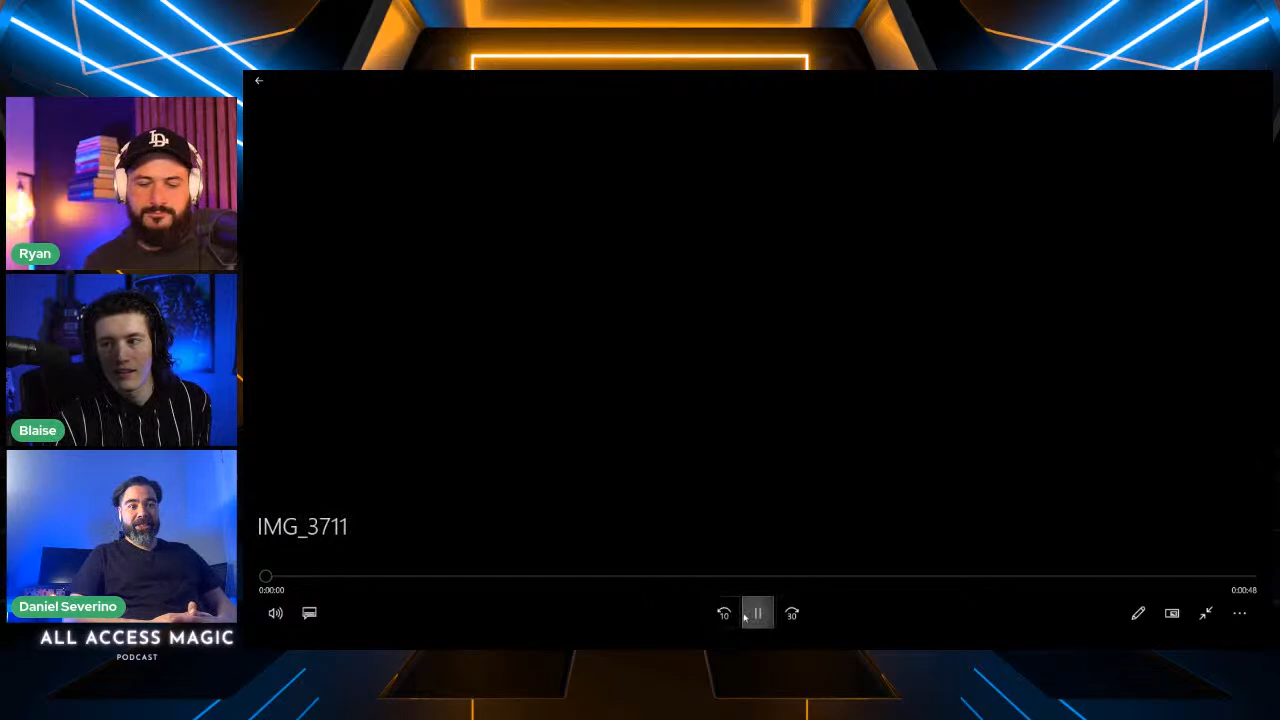 Ryan
Blaise
Daniel Severino
ALL ACCESS MAGIC
PODCAST
IMG_3711
0:00:00
0:00:48
10
30